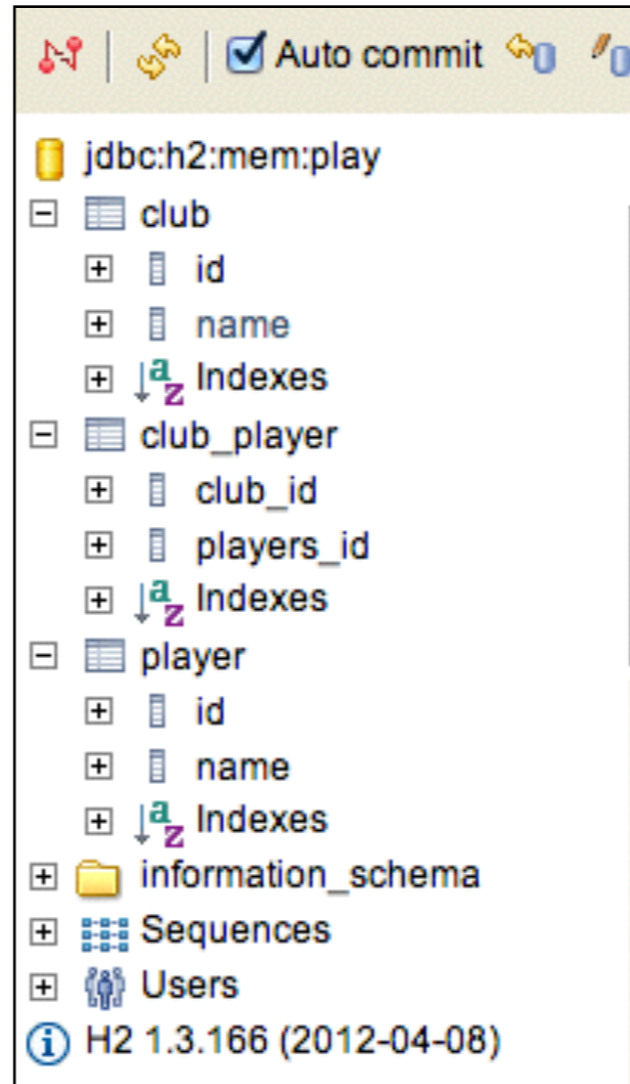 Auto commit
jdbc:h2:mem:play
club
id
name
Indexes
club_player
club_id
players_id
Indexes
player
id
name
Indexes
information_schema
Sequences
Users
H2 1.3.166 (2012-04-08)